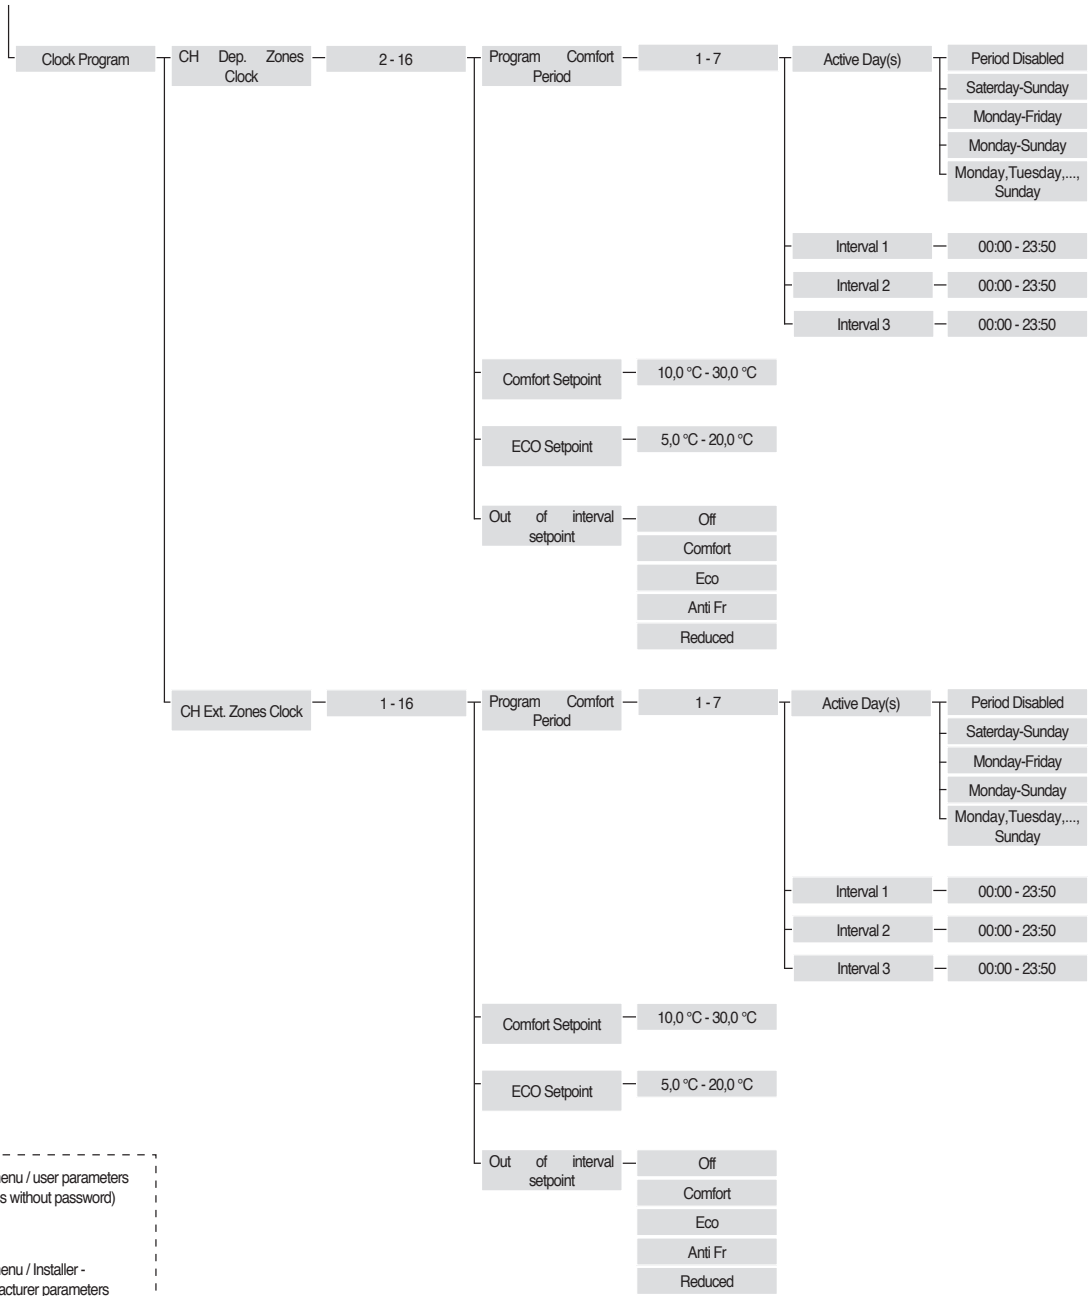 Clock Program
CH Dep. Zones
Clock
2 - 16
Program Comfort
Period
1 - 7
Active Day(s)
Period Disabled
Saterday-Sunday
Monday-Friday
Monday-Sunday
Monday,Tuesday,...,
Sunday
Interval 1
00:00 - 23:50
Interval 2
00:00 - 23:50
Interval 3
00:00 - 23:50
Comfort Setpoint
10,0 °C - 30,0 °C
ECO Setpoint
5,0 °C - 20,0 °C
Out of interval
setpoint
Off
Comfort
Eco
Anti Fr
Reduced
CH Ext. Zones Clock
1 - 16
Program Comfort
Period
1 - 7
Active Day(s)
Period Disabled
Saterday-Sunday
Monday-Friday
Monday-Sunday
Monday,Tuesday,...,
Sunday
Interval 1
00:00 - 23:50
Interval 2
00:00 - 23:50
Interval 3
00:00 - 23:50
Comfort Setpoint
10,0 °C - 30,0 °C
ECO Setpoint
5,0 °C - 20,0 °C
Out of interval
setpoint
Off
Comfort
Eco
Anti Fr
Reduced
/ user parameters
without password)
/ Installer -
parameters